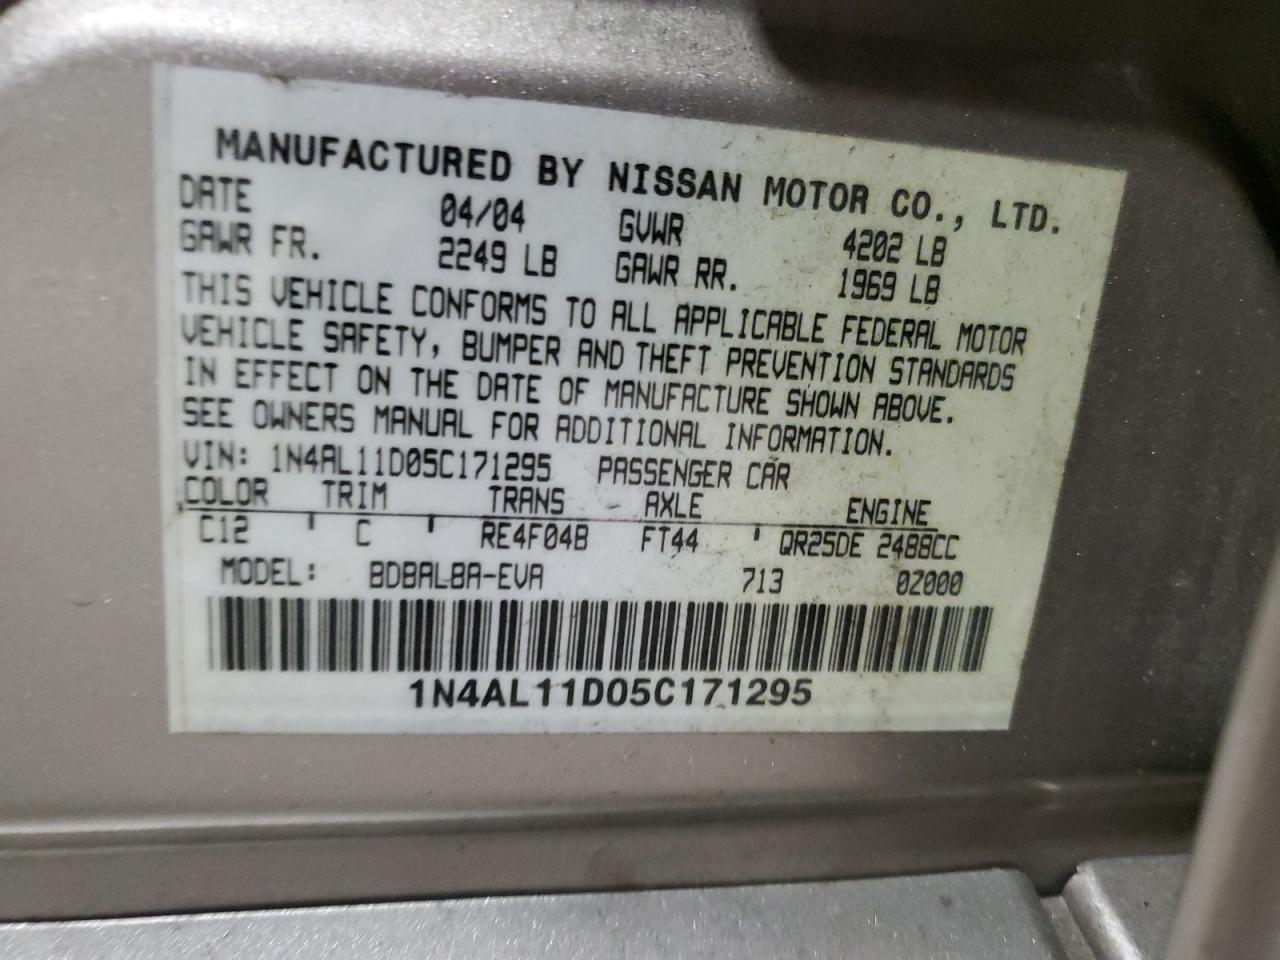 MANUFACTURED BY NISSAN MOTOR CO., LTD.
DATE 04/04 GVWR 4202 LB
GAWR FR. 2249 LB GAWR RR. 1969 LB
THIS VEHICLE CONFORMS TO ALL APPLICABLE FEDERAL MOTOR
VEHICLE SAFETY, BUMPER AND THEFT PREVENTION STANDARDS
IN EFFECT ON THE DATE OF MANUFACTURE SHOWN ABOVE.
SEE OWNERS MANUAL FOR ADDITIONAL INFORMATION.
VIN: 1N4AL11D05C171295 PASSENGER CAR
COLOR TRIM TRANS AXLE ENGINE
C12 C RE4F04B FT44 QR25DE 2488CC
MODEL: BDBALBA-EVA 713 0Z000
1N4AL11D05C171295